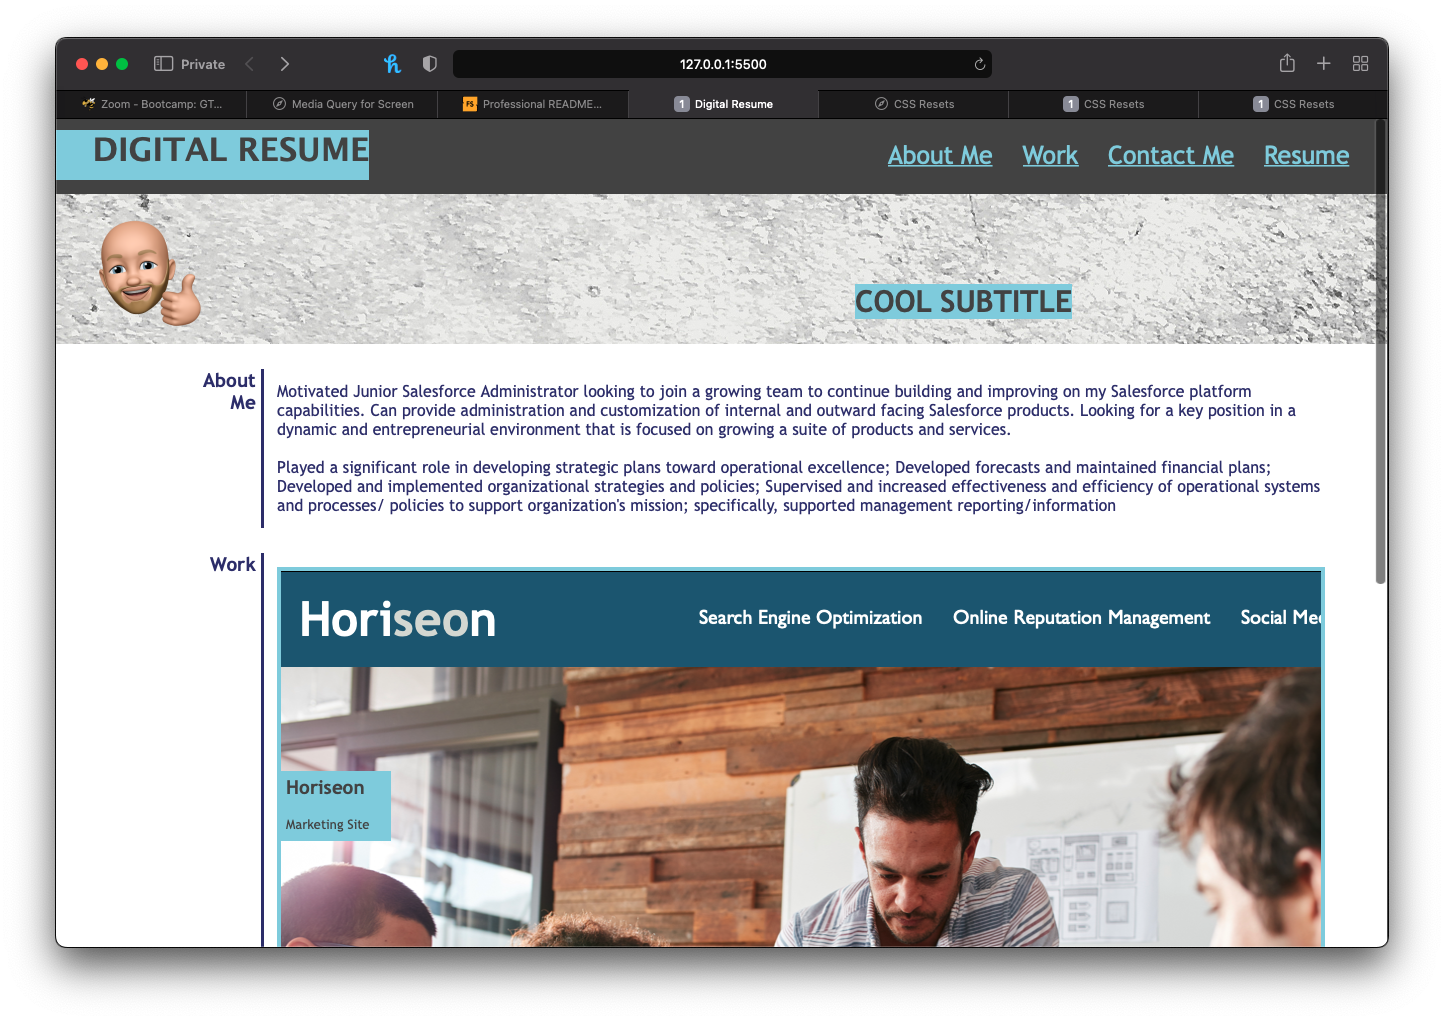 Private
127.0.0.1:5500
Zoom - Bootcamp: GT...
Media Query for Screen
FS Professional README...
1 Digital Resume
CSS Resets
1 CSS Resets
1 CSS Resets
DIGITAL RESUME
About Me Work Contact Me Resume
COOL SUBTITLE
About
Me
Motivated Junior Salesforce Administrator looking to join a growing team to continue building and improving on my Salesforce platform
capabilities. Can provide administration and customization of internal and outward facing Salesforce products. Looking for a key position in a
dynamic and entrepreneurial environment that is focused on growing a suite of products and services.
Played a significant role in developing strategic plans toward operational excellence; Developed forecasts and maintained financial plans;
Developed and implemented organizational strategies and policies; Supervised and increased effectiveness and efficiency of operational systems
and processes/ policies to support organization's mission; specifically, supported management reporting/information
Work
Horiseon
Search Engine Optimization Online Reputation Management Social Me
Horiseon
Marketing Site